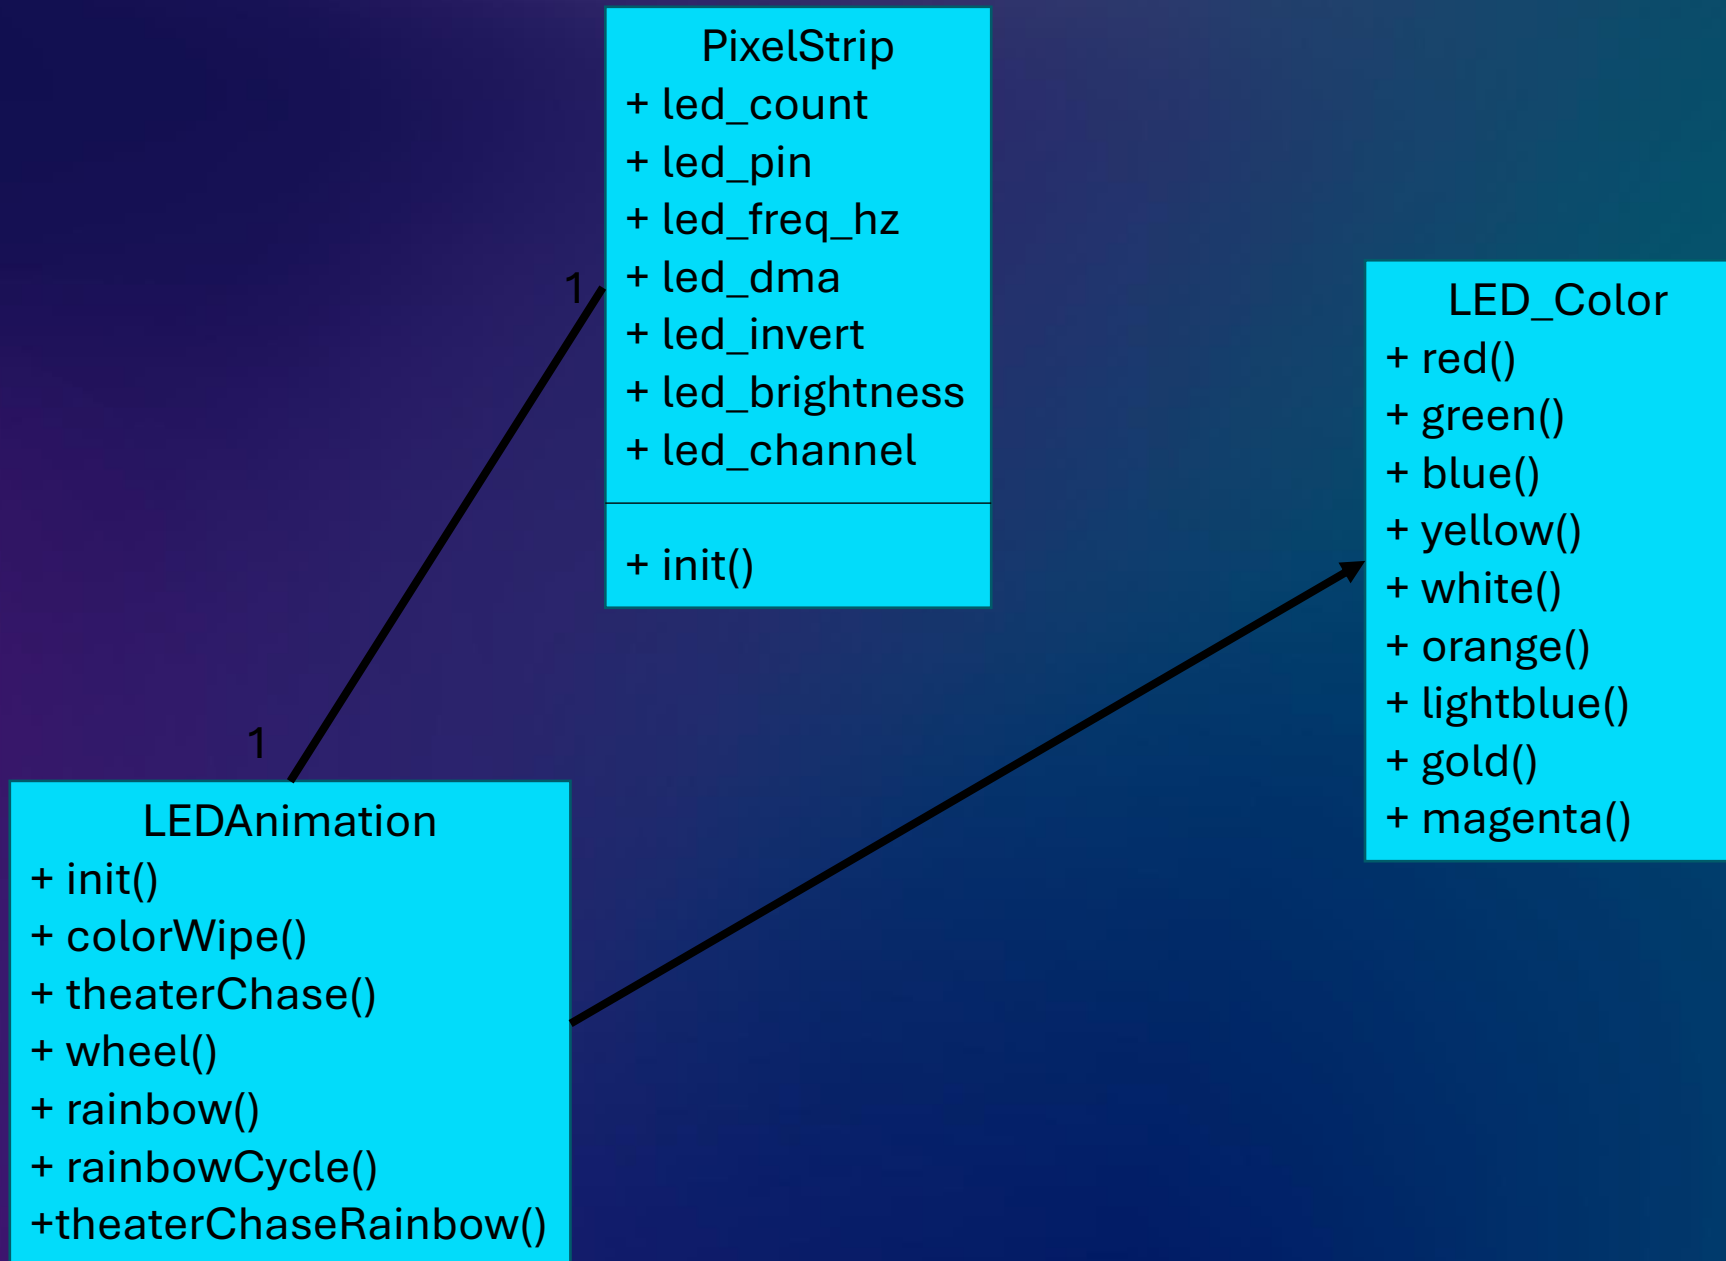 PixelStrip
+ led_count
+ led_pin
+ led_freq_hz
+ led_dma
+ led_invert
+ led_brightness
+ led_channel
+ init()
1
1
LED_Color
+ red()
+ green()
+ blue()
+ yellow()
+ white()
+ orange()
+ lightblue()
+ gold()
+ magenta()
LEDAnimation
+ init()
+ colorWipe()
+ theaterChase()
+ wheel()
+ rainbow()
+ rainbowCycle()
+theaterChaseRainbow()